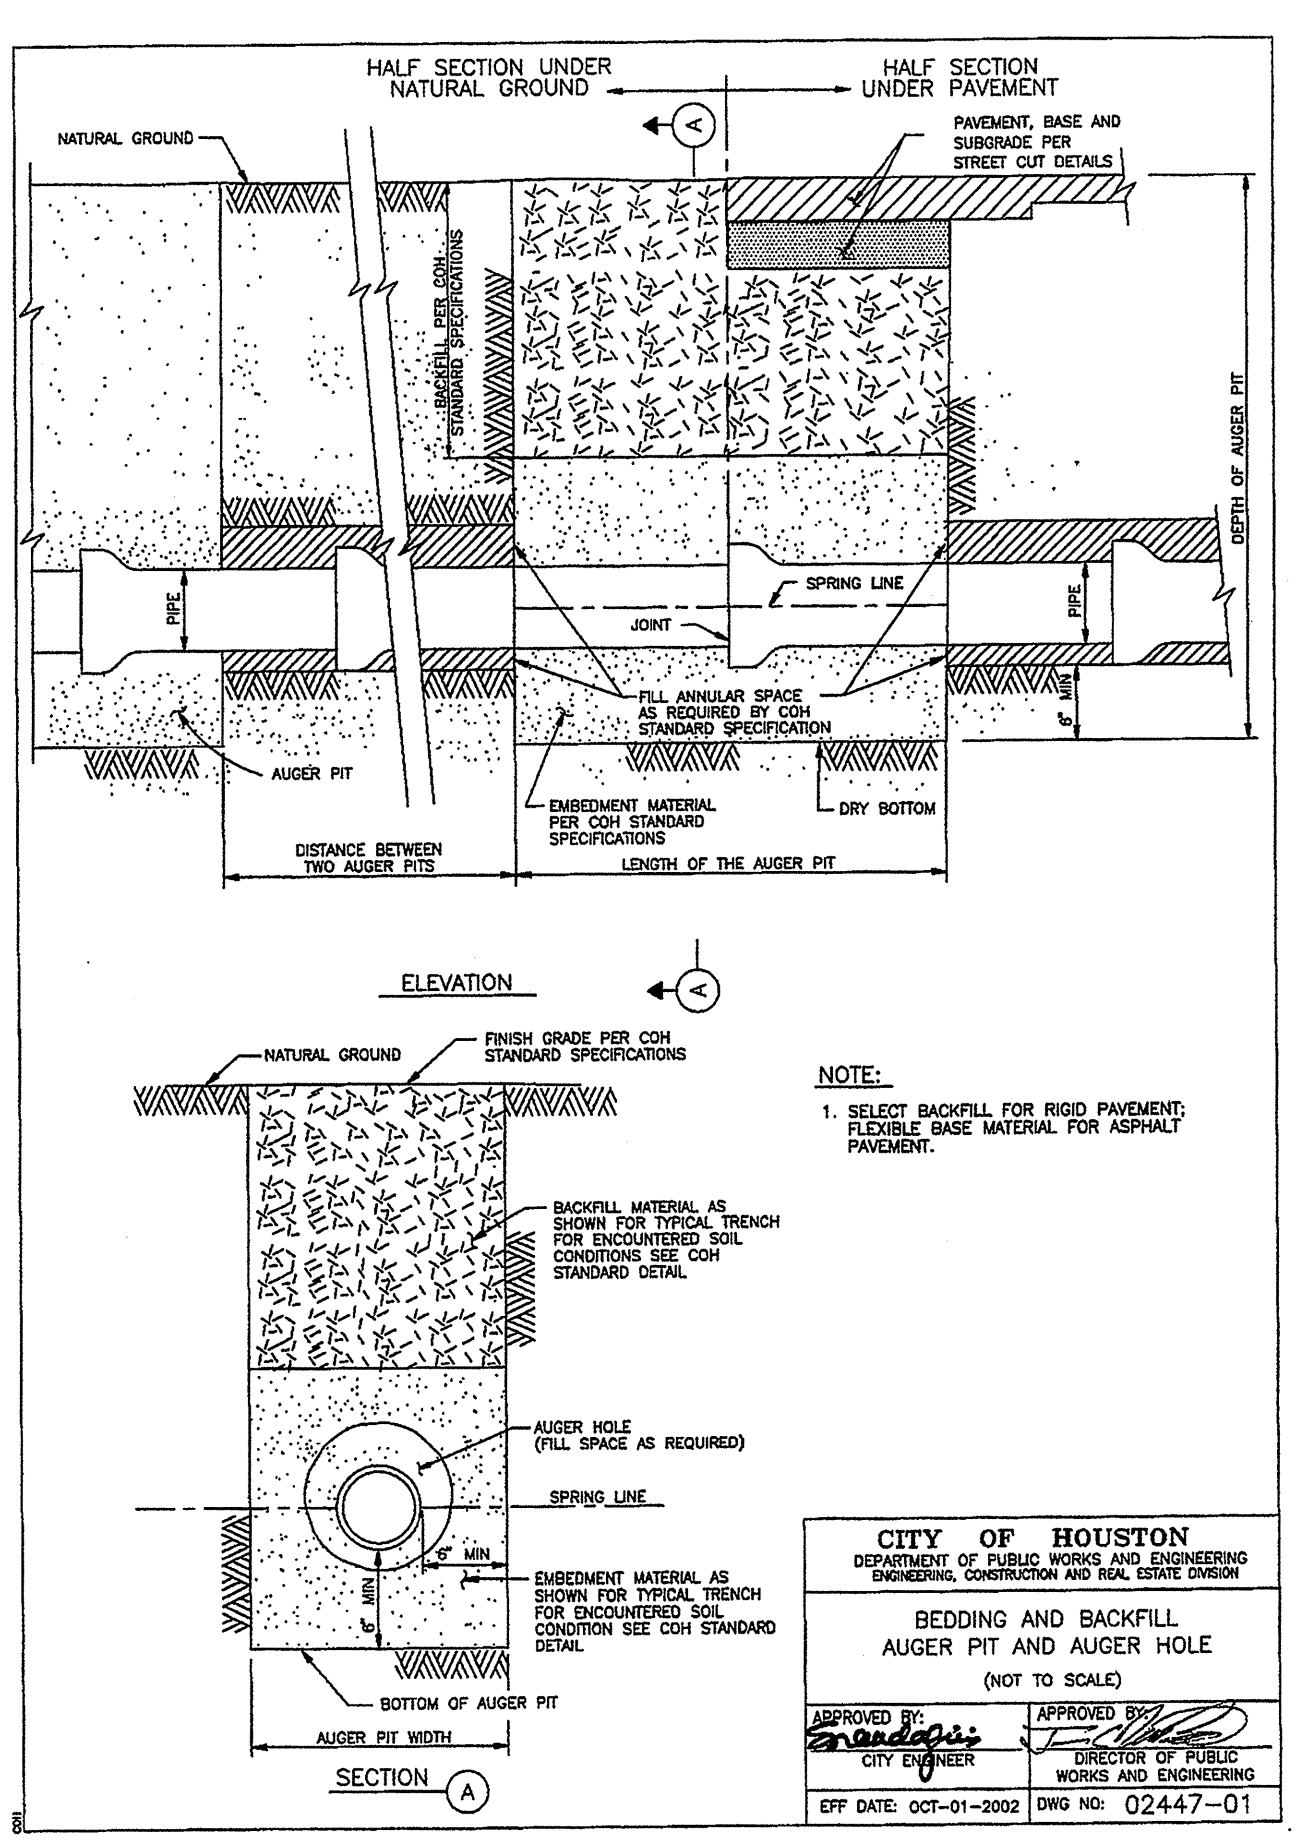 HALF SECTION UNDER
NATURAL GROUND
HALF SECTION
UNDER PAVEMENT
A
NATURAL GROUND
PAVEMENT, BASE AND
SUBGRADE PER
STREET CUT DETAILS
BACKFILL PER COH
STANDARD SPECIFICATIONS
DEPTH OF AUGER PIT
PIPE
SPRING LINE
JOINT
PIPE
FILL ANNULAR SPACE
AS REQUIRED BY COH
STANDARD SPECIFICATION
6" MIN
AUGER PIT
EMBEDMENT MATERIAL
PER COH STANDARD
SPECIFICATIONS
DRY BOTTOM
DISTANCE BETWEEN
TWO AUGER PITS
LENGTH OF THE AUGER PIT
ELEVATION
A
NATURAL GROUND
FINISH GRADE PER COH
STANDARD SPECIFICATIONS
NOTE:
1. SELECT BACKFILL FOR RIGID PAVEMENT;
FLEXIBLE BASE MATERIAL FOR ASPHALT
PAVEMENT.
BACKFILL MATERIAL AS
SHOWN FOR TYPICAL TRENCH
FOR ENCOUNTERED SOIL
CONDITIONS SEE COH
STANDARD DETAIL
AUGER HOLE
(FILL SPACE AS REQUIRED)
SPRING LINE
6" MIN
6" MIN
EMBEDMENT MATERIAL AS
SHOWN FOR TYPICAL TRENCH
FOR ENCOUNTERED SOIL
CONDITION SEE COH STANDARD
DETAIL
BOTTOM OF AUGER PIT
AUGER PIT WIDTH
SECTION A
CITY OF HOUSTON
DEPARTMENT OF PUBLIC WORKS AND ENGINEERING
ENGINEERING, CONSTRUCTION AND REAL ESTATE DIVISION
BEDDING AND BACKFILL
AUGER PIT AND AUGER HOLE
(NOT TO SCALE)
APPROVED BY:
CITY ENGINEER
APPROVED BY:
DIRECTOR OF PUBLIC
WORKS AND ENGINEERING
EFF DATE: OCT-01-2002
DWG NO: 02447-01